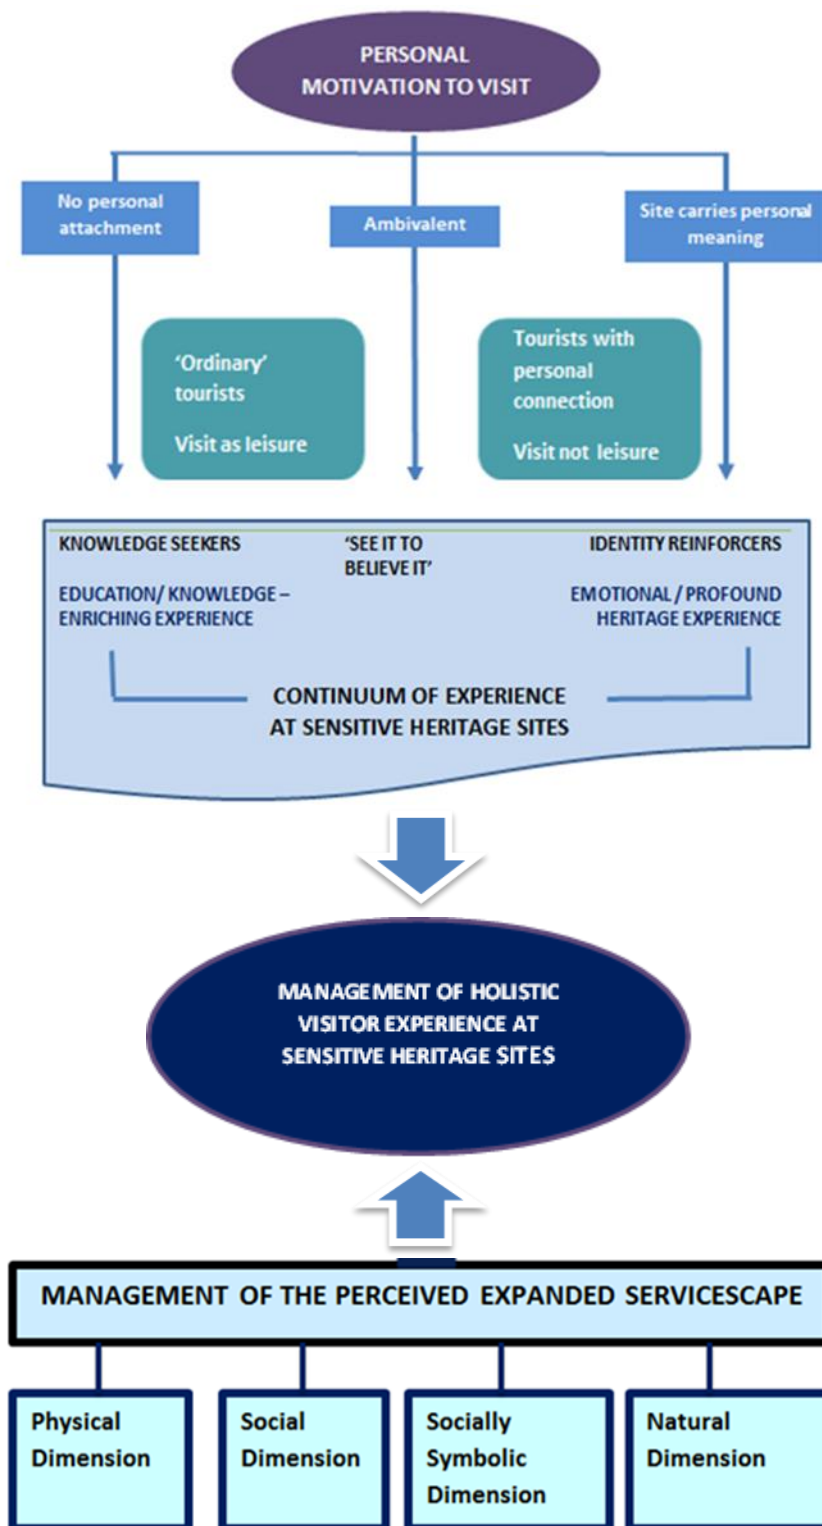 PERSONAL
MOTIVATION TO VISIT
No personal
attachment
Ambivalent
Site carries personal
meaning
'Ordinary'
tourists
Visit as leisure
Tourists with
personal
connection
Visit not leisure
KNOWLEDGE SEEKERS
'SEE IT TO
BELIEVE IT'
IDENTITY REINFORCERS
EDUCATION/ KNOWLEDGE –
ENRICHING EXPERIENCE
EMOTIONAL / PROFOUND
HERITAGE EXPERIENCE
CONTINUUM OF EXPERIENCE
AT SENSITIVE HERITAGE SITES
MANAGEMENT OF HOLISTIC
VISITOR EXPERIENCE AT
SENSITIVE HERITAGE SITES
MANAGEMENT OF THE PERCEIVED EXPANDED SERVICESCAPE
Physical
Dimension
Social
Dimension
Socially
Symbolic
Dimension
Natural
Dimension